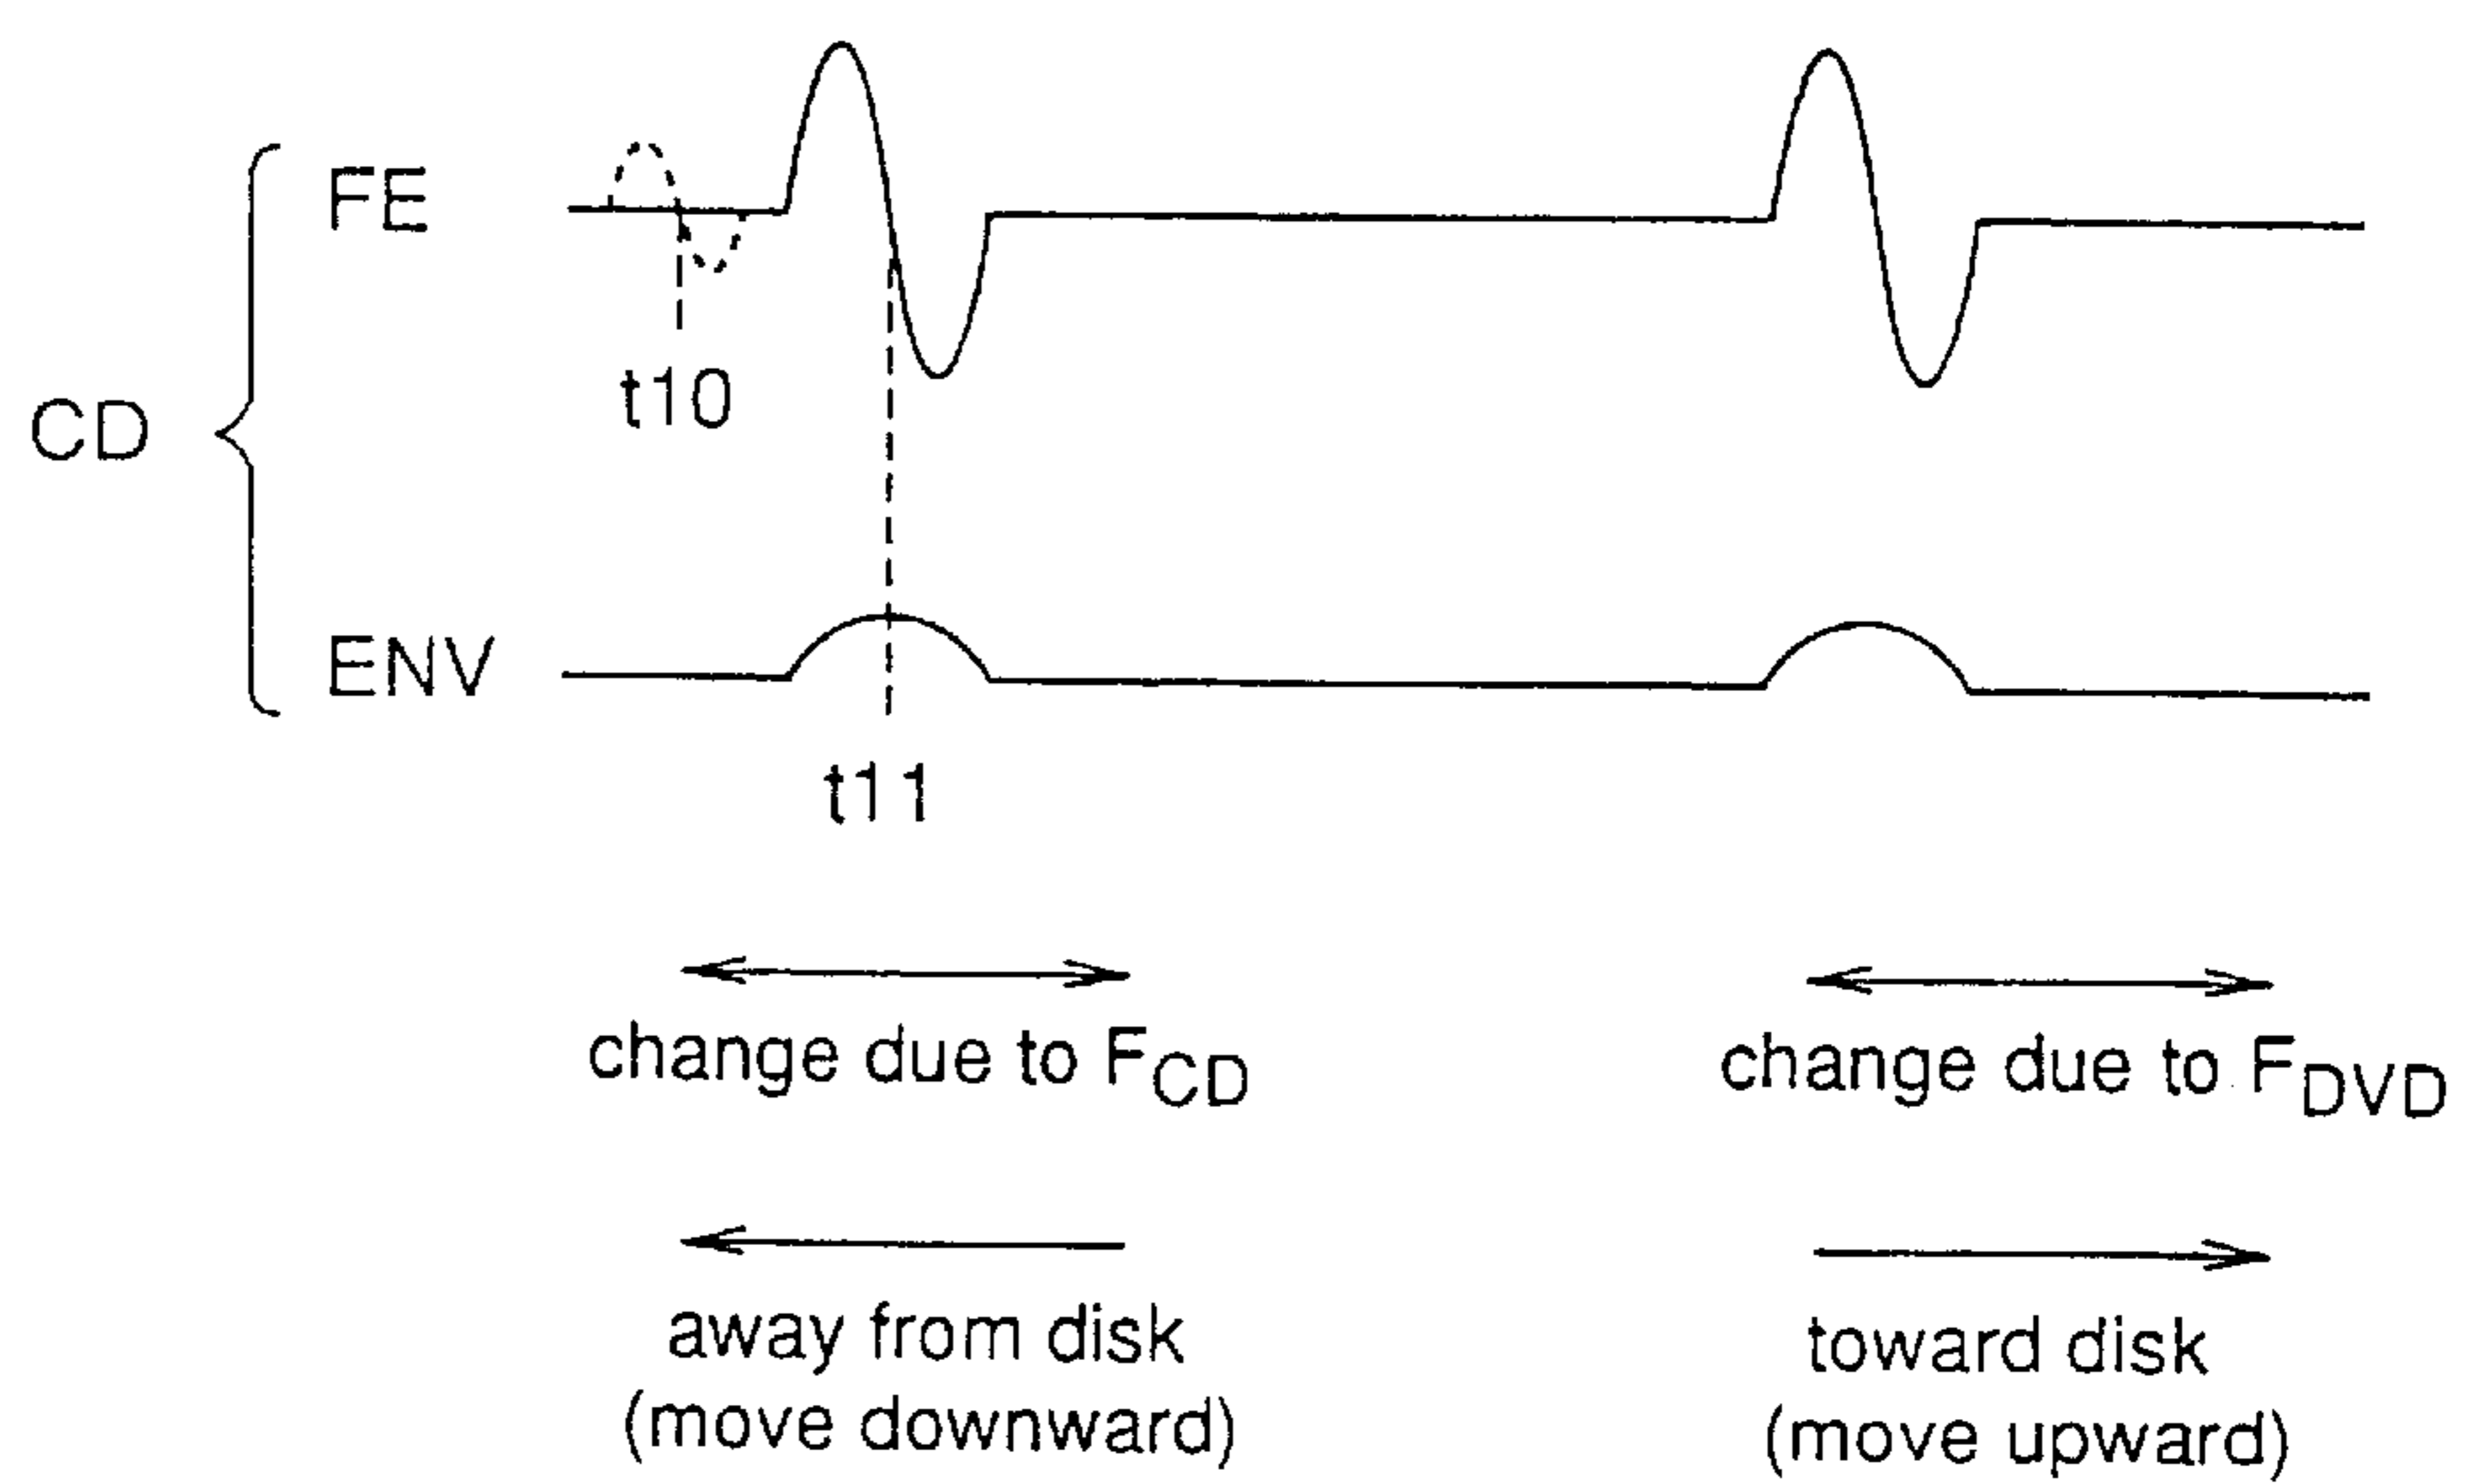 CD
FE
t10
ENV
t11
change due to FCD
change due to FDVD
away from disk
(move downward)
toward disk
(move upward)